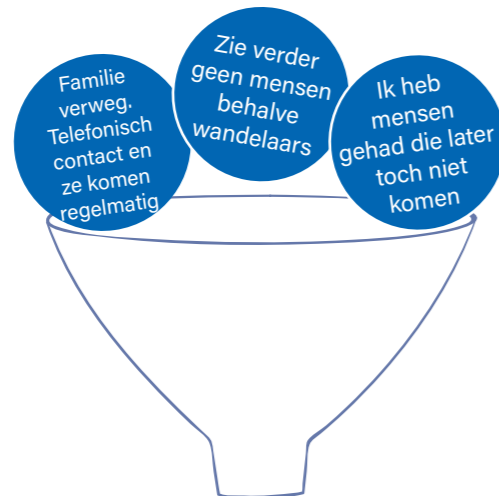 Familie
verweg.
Telefonisch
contact en
ze komen
regelmatig
Zie verder
geen mensen
behalve
wandelaars
Ik heb
mensen
gehad die later
toch niet
komen